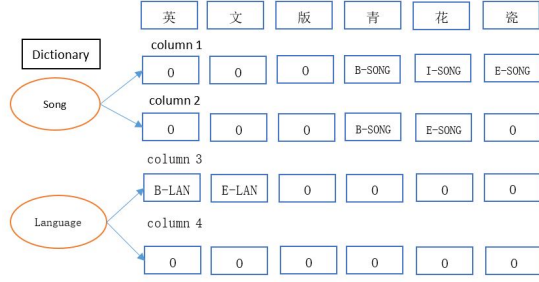 英 文 版 青 花 瓷
column 1
Dictionary
0 0 0 B-SONG I-SONG E-SONG
Song
column 2
0 0 0 B-SONG E-SONG 0
column 3
B-LAN E-LAN 0 0 0 0
Language
column 4
0 0 0 0 0 0